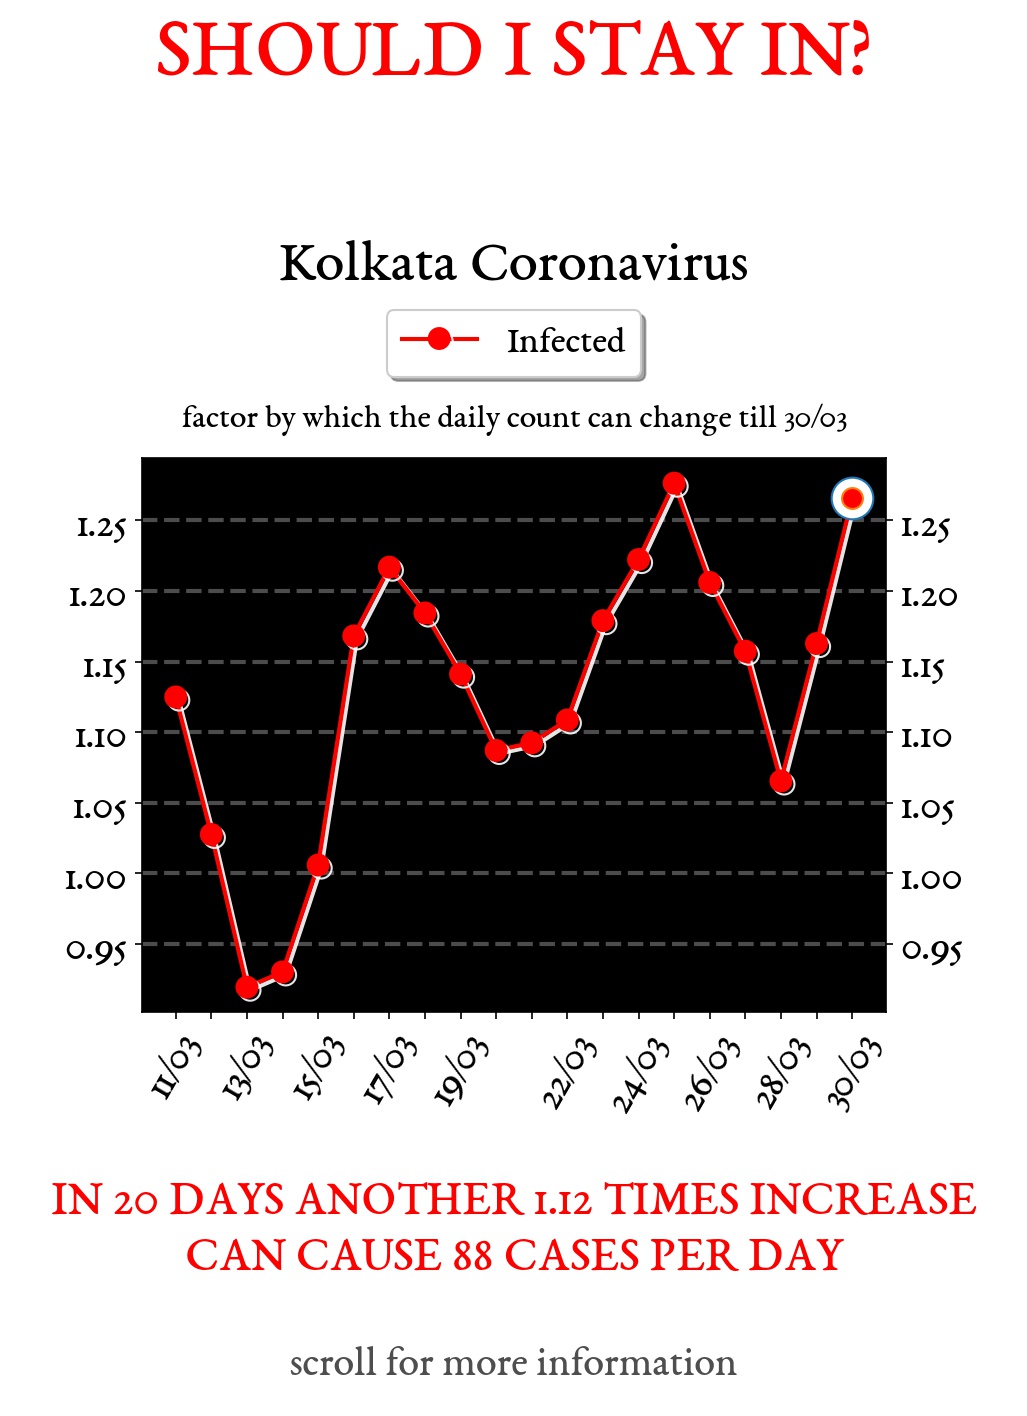 SHOULD I STAY IN?
Kolkata Coronavirus
Infected
factor by which the daily count can change till 30/03
1.25 1.25
1.20 1.20
1.15 1.15
1.10 1.10
1.05 1.05
1.00 1.00
0.95 0.95
11/03 13/03 15/03 17/03 19/03 22/03 24/03 26/03 28/03 30/03
IN 20 DAYS ANOTHER 1.12 TIMES INCREASE
CAN CAUSE 88 CASES PER DAY
scroll for more information